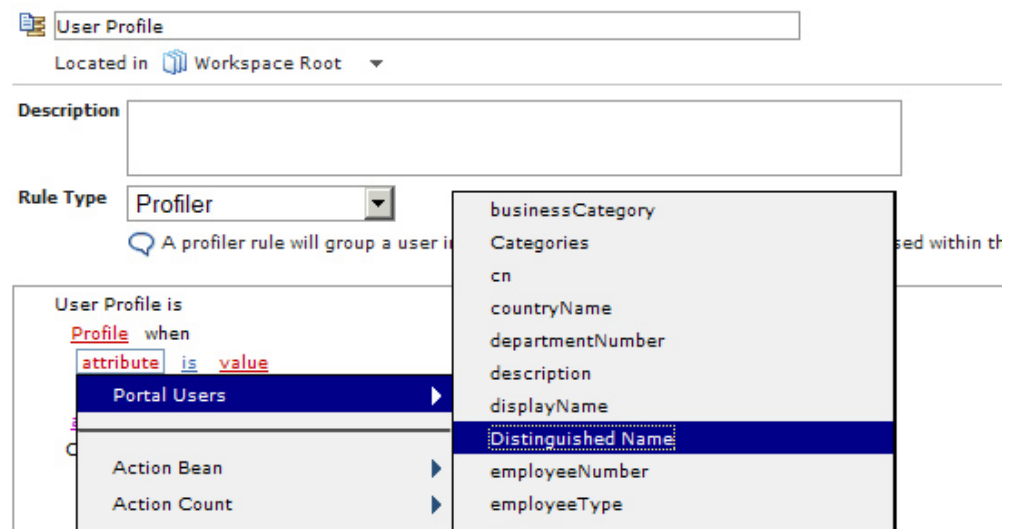 User Profile
Located in Workspace Root
Description
Rule Type Profiler
A profiler rule will group a user
sed within th
User Profile is
Profile when
attribute is value
Portal Users
Action Bean
Action Count
businessCategory
Categories
cn
countryName
departmentNumber
description
displayName
Distinguished Name
employeeNumber
employeeType